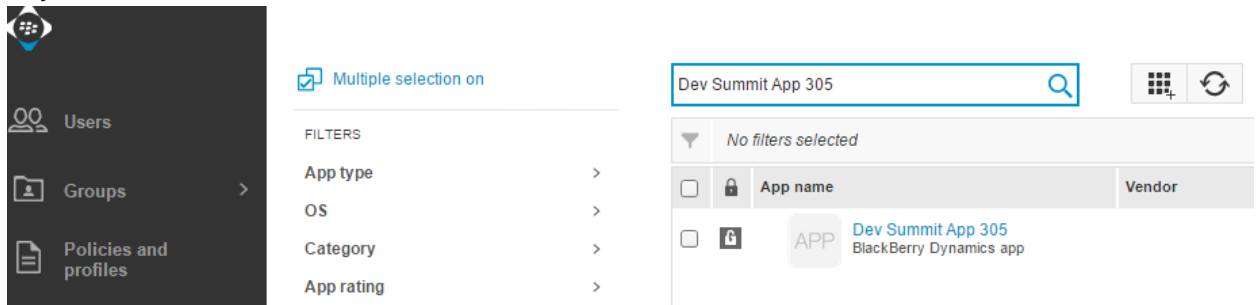 Multiple selection on
Dev Summit App 305
Users
FILTERS
No filters selected
App type
Groups
App name
Vendor
OS
APP
Dev Summit App 305
BlackBerry Dynamics app
Policies and
profiles
Category
App rating